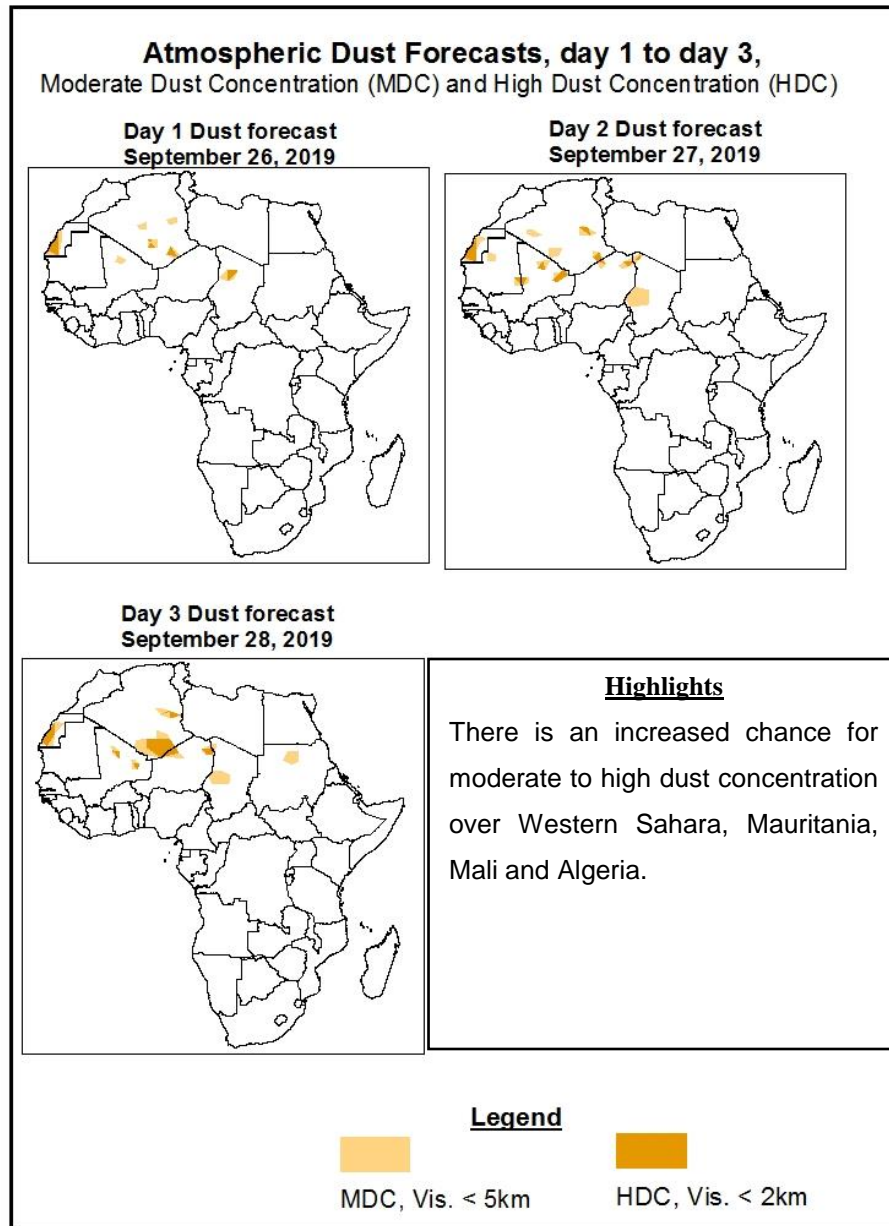 Atmospheric Dust Forecasts, day 1 to day 3,
Moderate Dust Concentration (MDC) and High Dust Concentration (HDC)
Day 1 Dust forecast
September 26, 2019
Day 2 Dust forecast
September 27, 2019
Day 3 Dust forecast
September 28, 2019
Highlights
There is an increased chance for
moderate to high dust concentration
over Western Sahara, Mauritania,
Mali and Algeria.
Legend
MDC, Vis. < 5km
HDC, Vis. < 2km